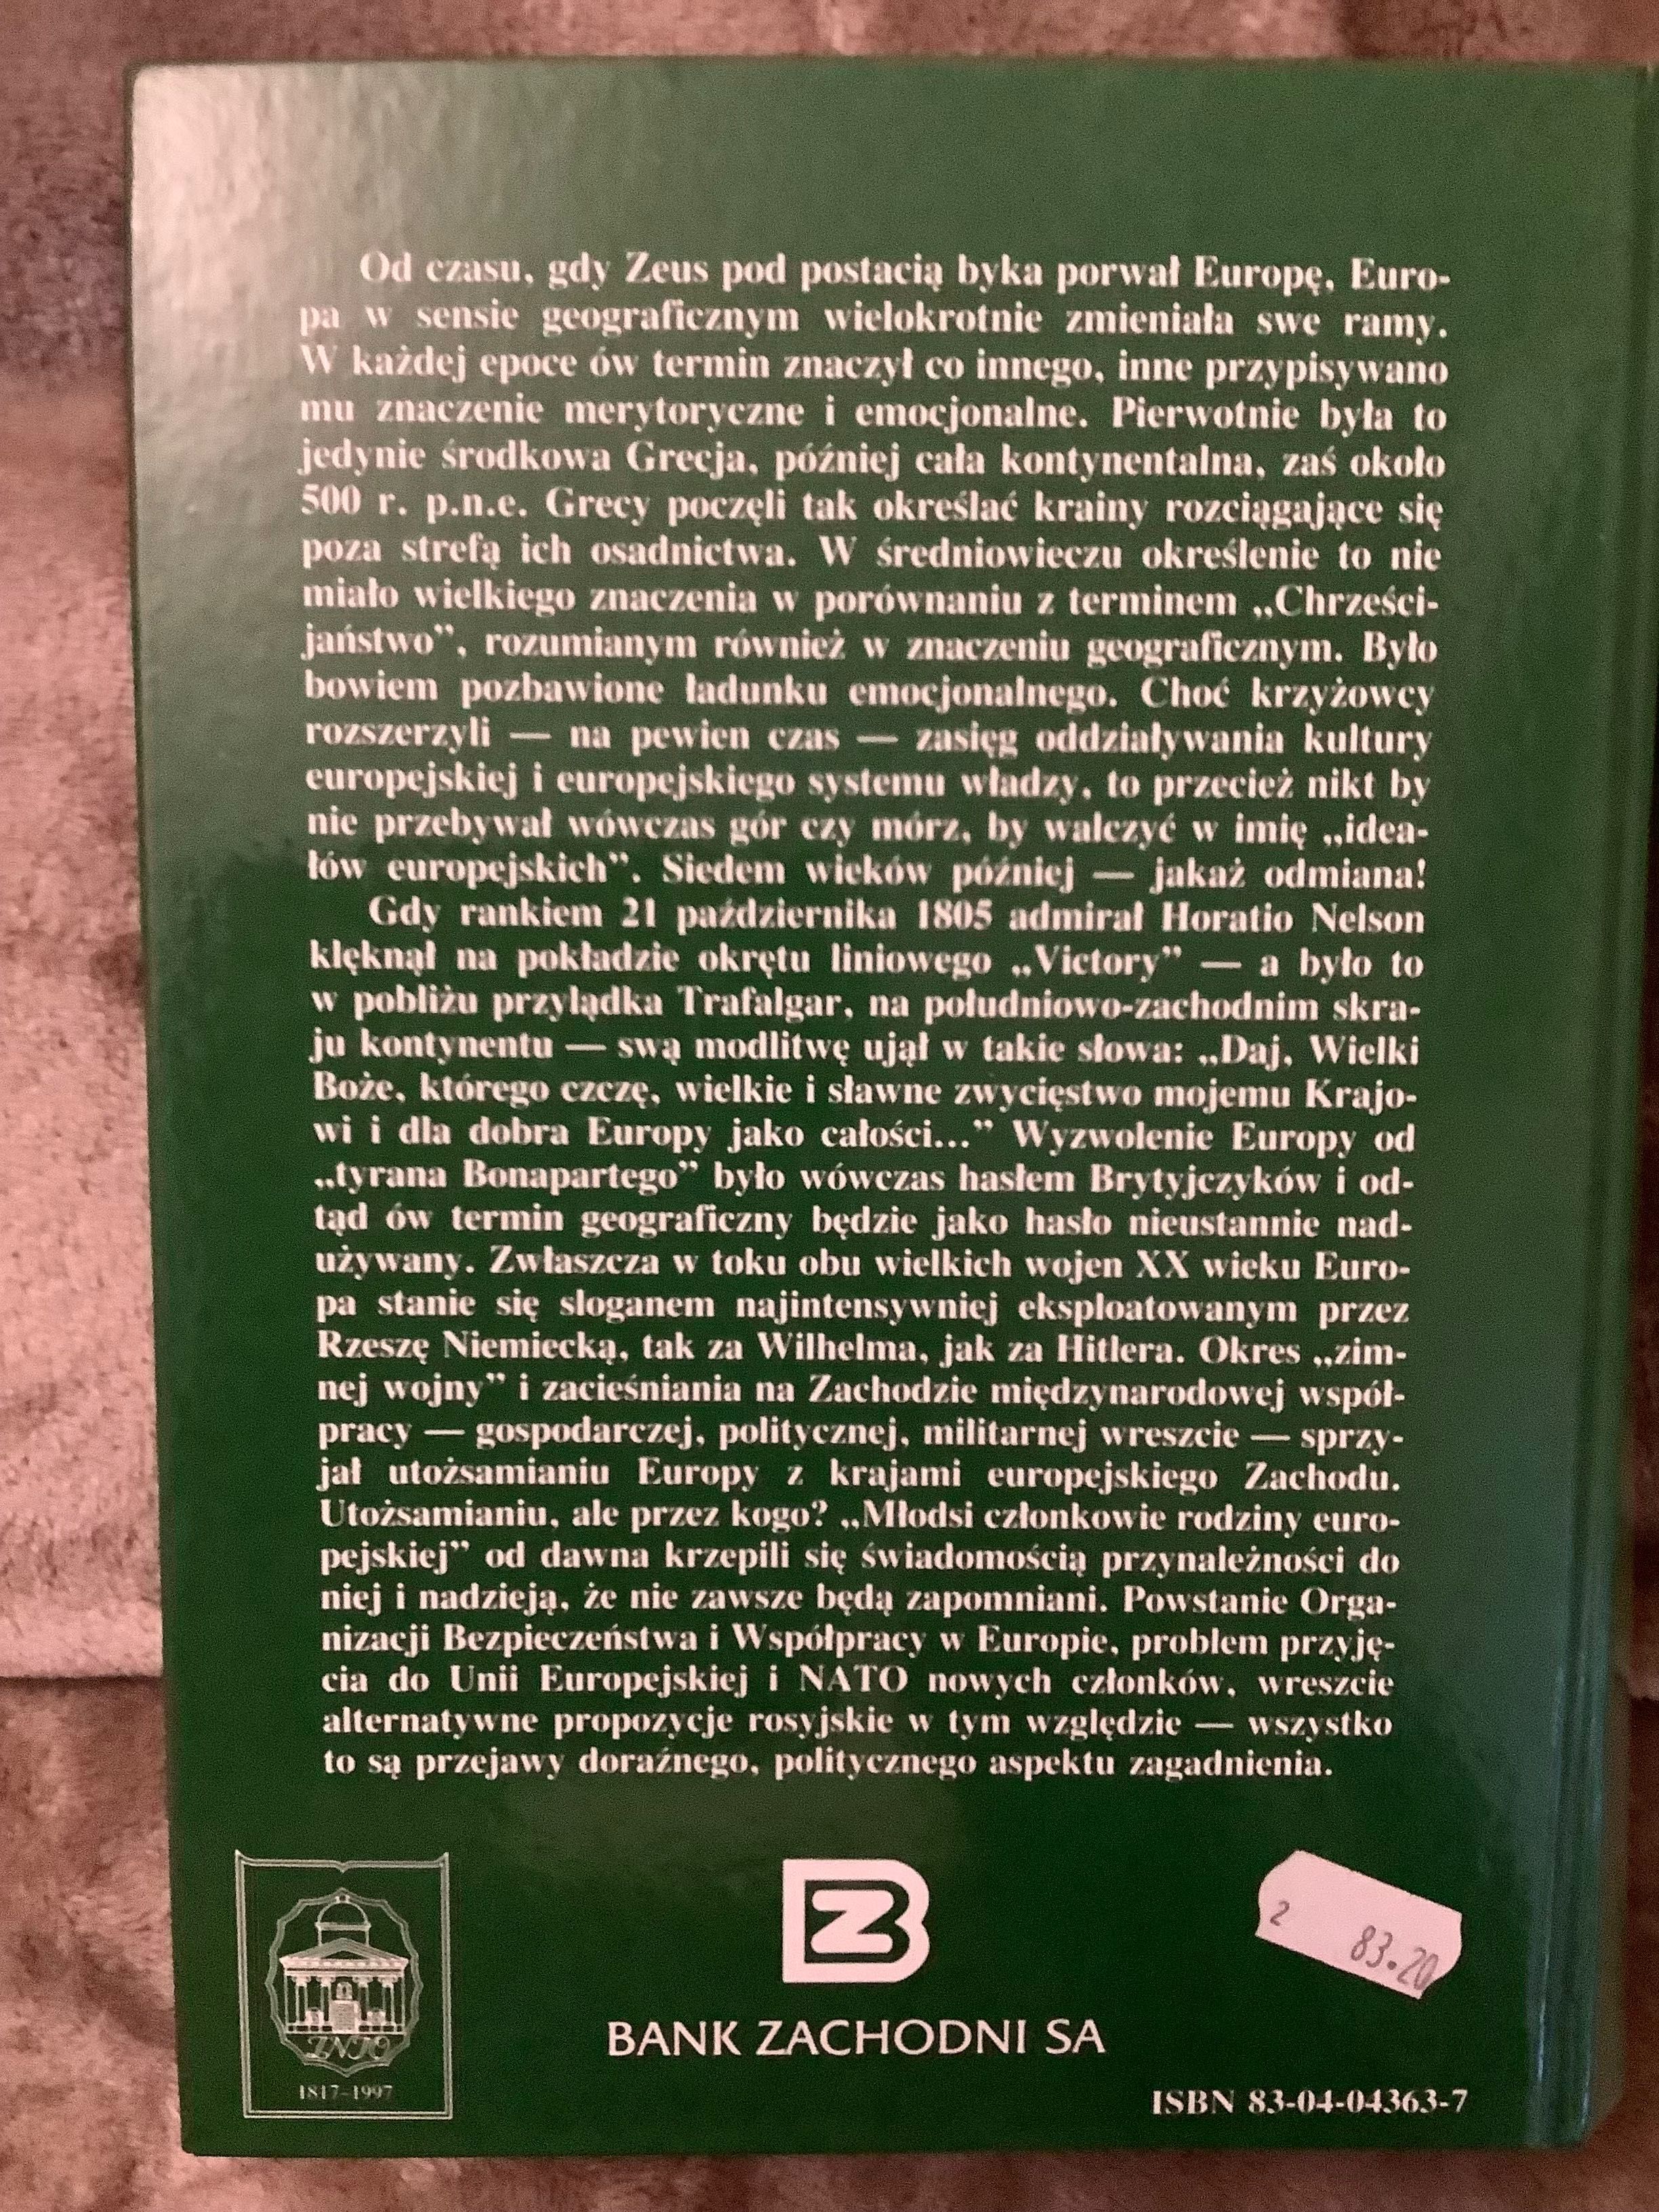 Od czasu, gdy Zeus pod postacią byka porwał Europę, Euro-
pa w sensie geograficznym wielokrotnie zmieniała swe ramy.
W każdej epoce ów termin znaczył co innego, inne przypisywano
mu znaczenie merytoryczne i emocjonalne. Pierwotnie była to
jedynie środkowa Grecja, później cała kontynentalna, zaś około
500 r. p.n.e. Grecy poczęli tak określać krainy rozciągające się
poza strefą ich osadnictwa. W średniowieczu określenie to nie
miało wielkiego znaczenia w porównaniu z terminem „Chrześci-
jaństwo”, rozumianym również w znaczeniu geograficznym. Było
bowiem pozbawione ładunku emocjonalnego. Choć krzyżowcy
rozszerzyli — na pewien czas — zasięg oddziaływania kultury
europejskiej i europejskiego systemu władzy, to przecież nikt by
nie przebywał wówczas gór czy mórz, by walczyć w imię „idea-
łów europejskich”. Siedem wieków później — jakaż odmiana!
Gdy rankiem 21 października 1805 admirał Horatio Nelson
klęknął na pokładzie okrętu liniowego „Victory” — a było to
w pobliżu przylądka Trafalgar, na południowo-zachodnim skra-
ju kontynentu — swą modlitwę ujął w takie słowa: „Daj, Wielki
Boże, którego czczę, wielkie i sławne zwycięstwo mojemu Krajo-
wi i dla dobra Europy jako całości...” Wyzwolenie Europy od
„tyrana Bonapartego” było wówczas hasłem Brytyjczyków i od-
tąd ów termin geograficzny będzie jako hasło nieustannie nad-
używany. Zwłaszcza w toku obu wielkich wojen XX wieku Euro-
pa stanie się sloganem najintensywniej eksploatowanym przez
Rzeszę Niemiecką, tak za Wilhelma, jak za Hitlera. Okres „zim-
nej wojny” i zacieśniania na Zachodzie międzynarodowej współ-
pracy — gospodarczej, politycznej, militarnej wreszcie — sprzy-
jał utożsamianiu Europy z krajami europejskiego Zachodu.
Utożsamianiu, ale przez kogo? „Młodsi członkowie rodziny euro-
pejskiej” od dawna krzepili się świadomością przynależności do
niej i nadzieją, że nie zawsze będą zapomniani. Powstanie Orga-
nizacji Bezpieczeństwa i Współpracy w Europie, problem przyję-
cia do Unii Europejskiej i NATO nowych członków, wreszcie
alternatywne propozycje rosyjskie w tym względzie — wszystko
to są przejawy doraźnego, politycznego aspektu zagadnienia.
ZNIO
1817-1997
BZ
BANK ZACHODNI SA
2 83.20
ISBN 83-04-04363-7